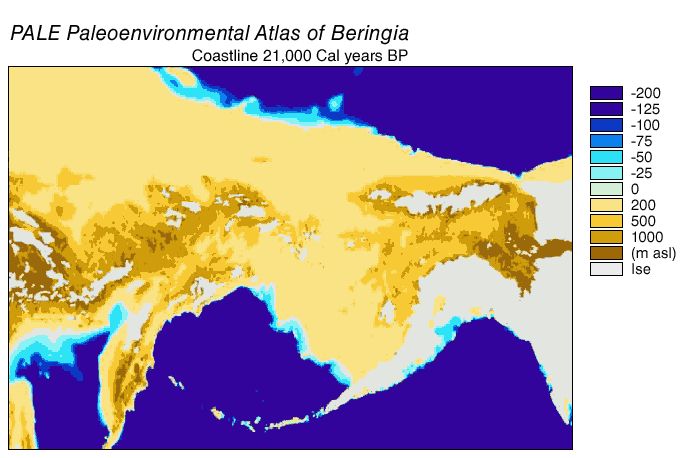 PALE Paleoenvironmental Atlas of Beringia
Coastline 21,000 Cal years BP
-200
-125
-100
-75
-50
-25
0
200
500
1000
(m asl)
Ise